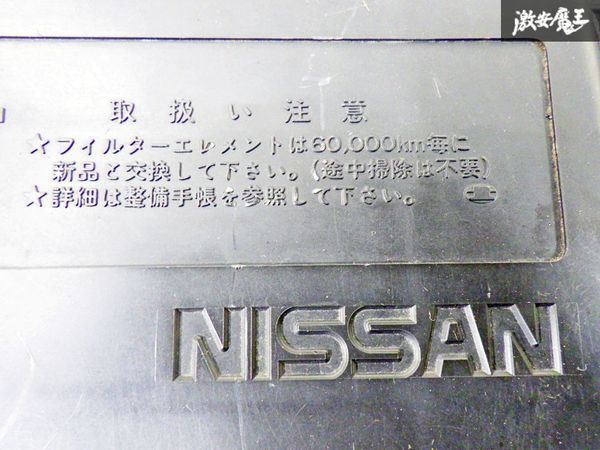 激安魔王
取扱い注意
★フィルターエレメントは60,000km毎に
新品と交換して下さい。(途中掃除は不要)
★詳細は整備手帳を参照して下さい。
NISSAN